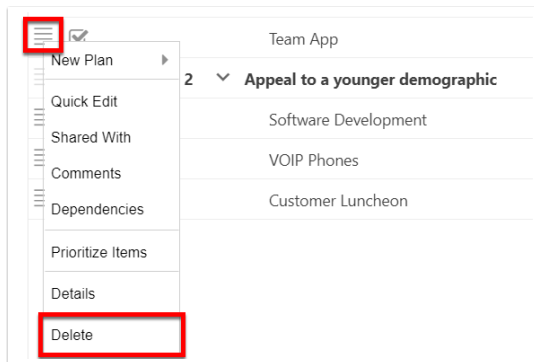 Team App
New Plan
2 Appeal to a younger demographic
Quick Edit
Software Development
Shared With
VOIP Phones
Comments
Customer Luncheon
Dependencies
Prioritize Items
Details
Delete